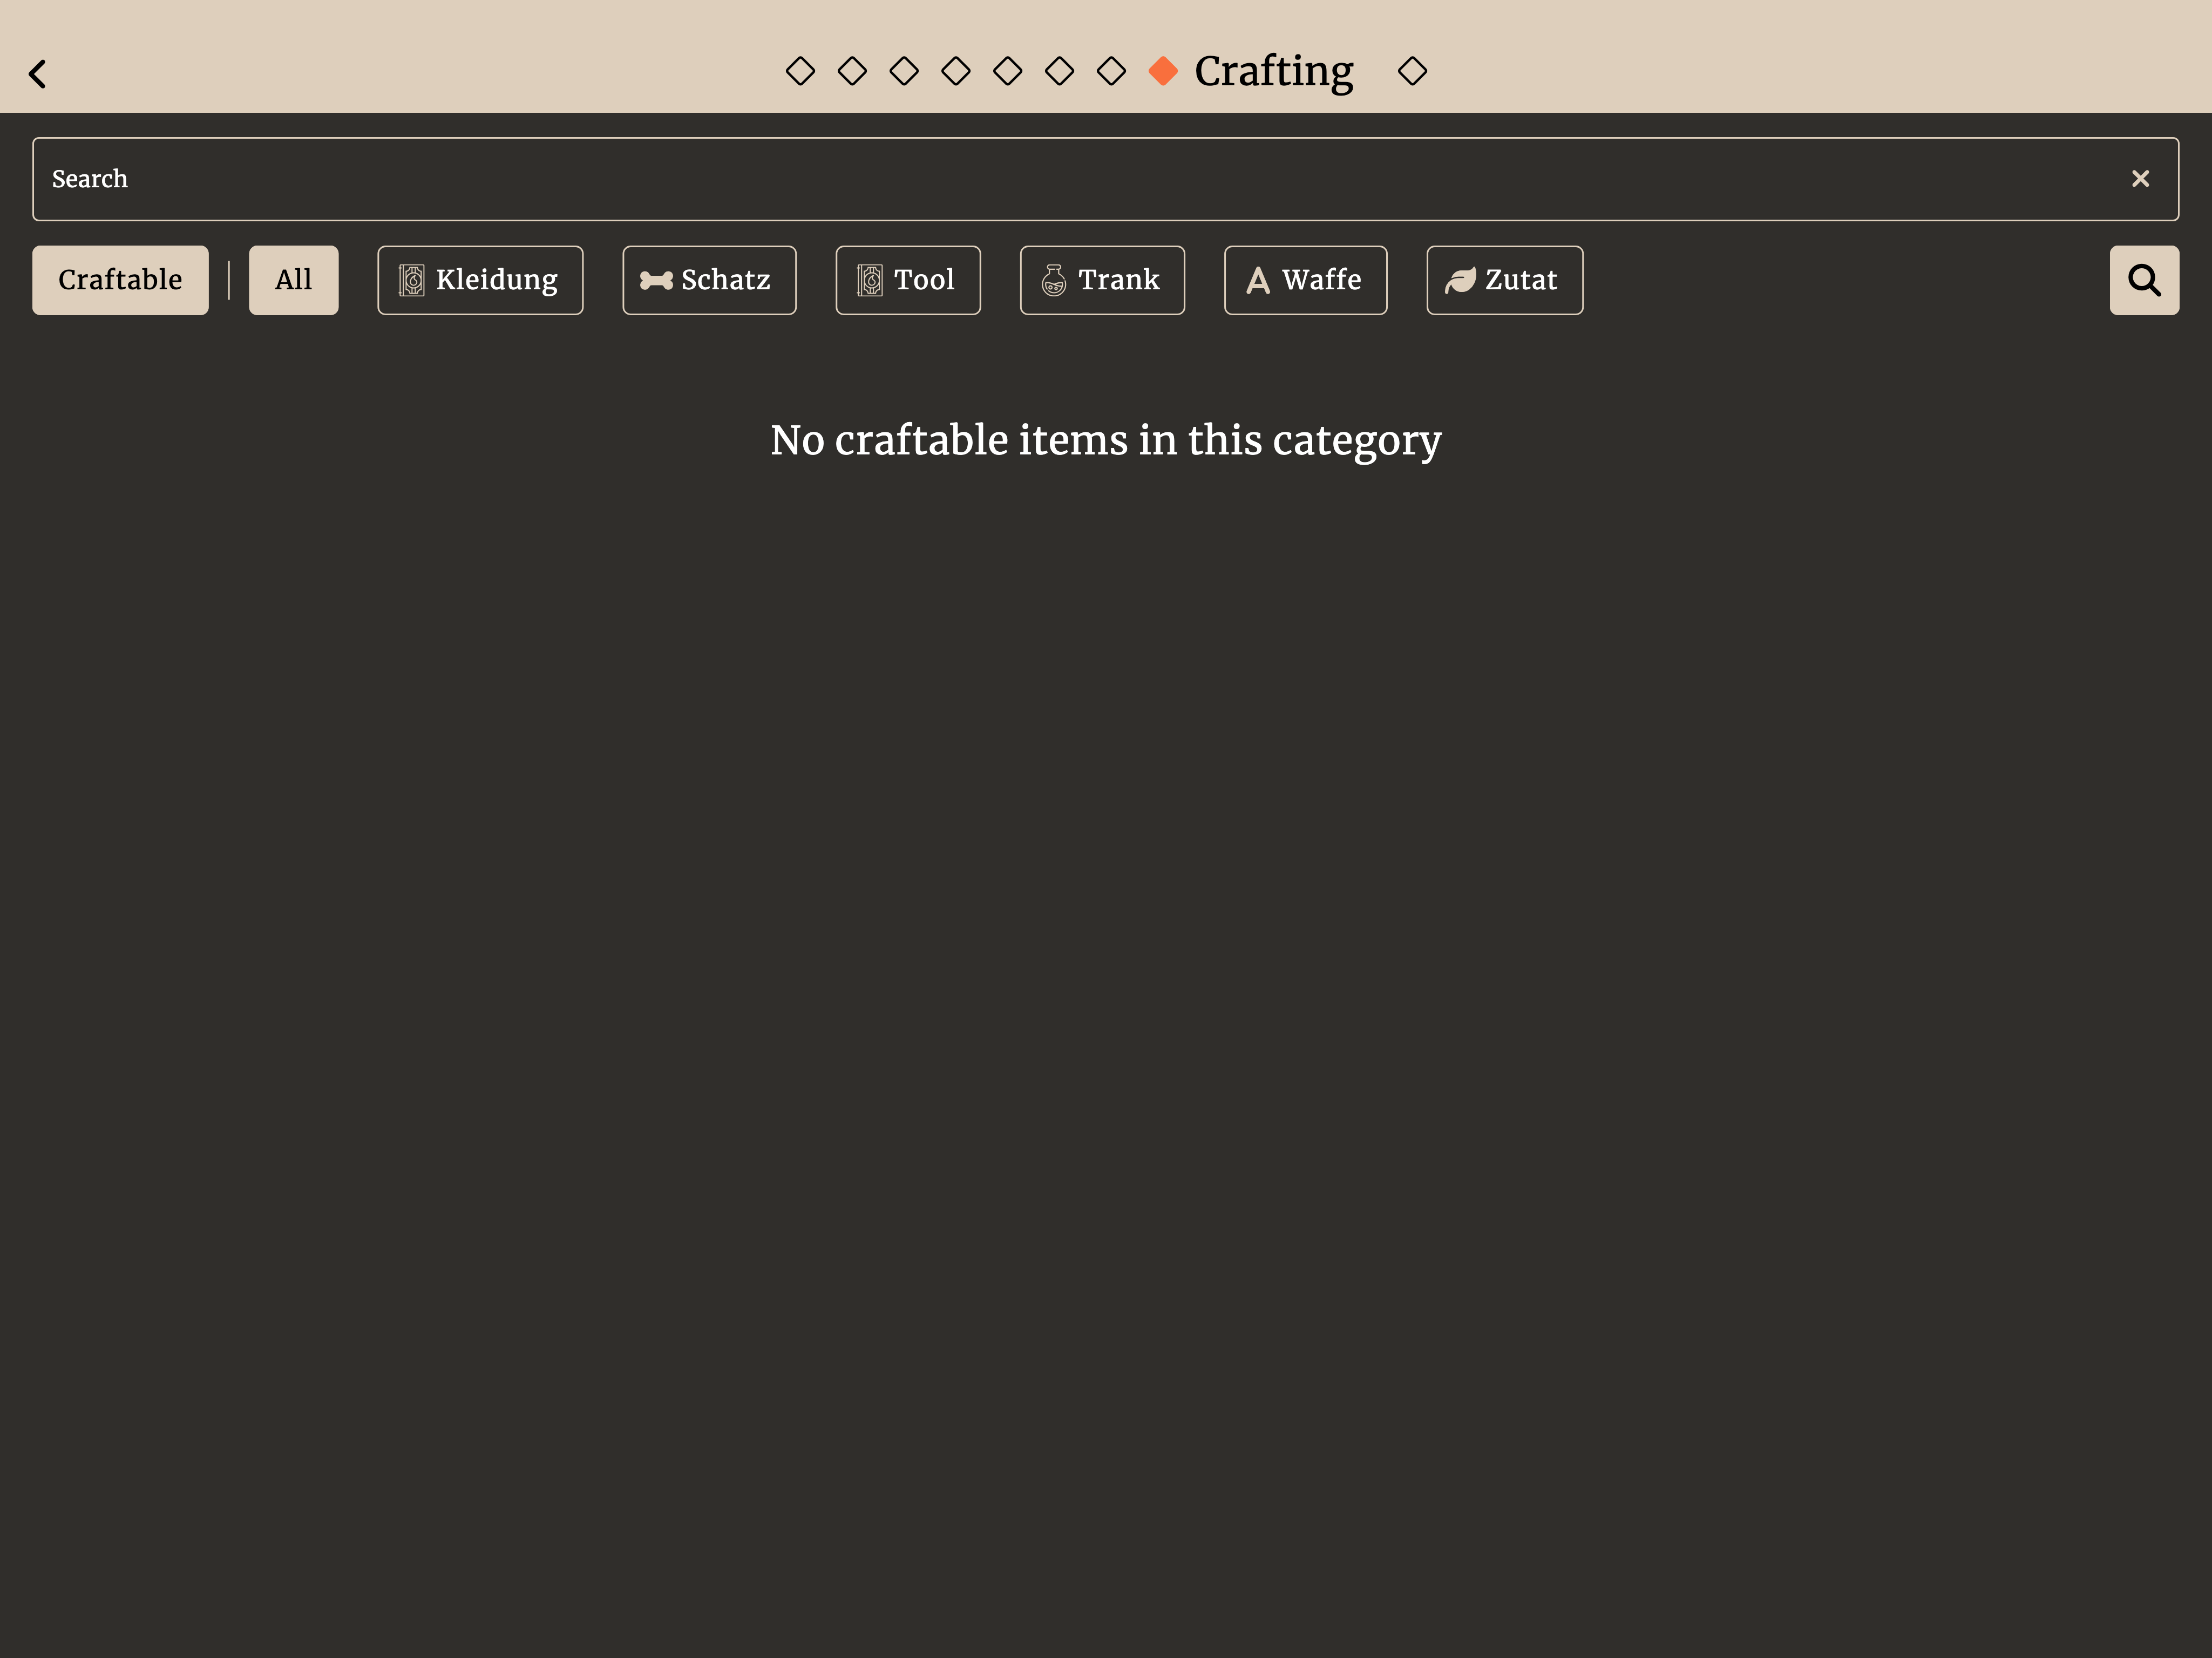 Crafting
Search
Craftable All Kleidung Schatz Tool Trank Waffe Zutat
No craftable items in this category